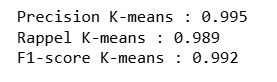 Precision K-means : 0.995
Rappel K-means : 0.989
F1-score K-means : 0.992